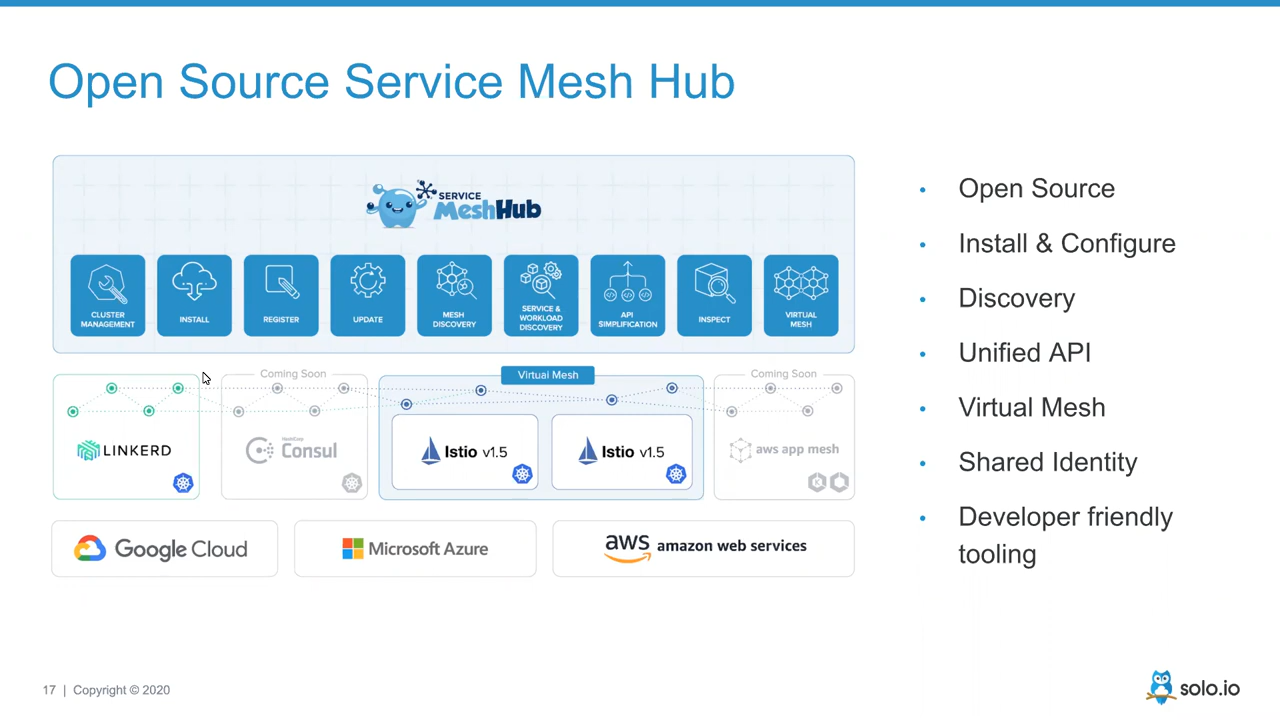 Open Source Service Mesh Hub
SERVICE
MeshHub
CLUSTER
MANAGEMENT
INSTALL
REGISTER
UPDATE
MESH
DISCOVERY
SERVICE &
WORKLOAD
DISCOVERY
API
SIMPLIFICATION
INSPECT
VIRTUAL
MESH
Coming Soon
Virtual Mesh
Coming Soon
LINKERD
HashiCorp
Consul
Istio v1.5
Istio v1.5
aws app mesh
Google Cloud
Microsoft Azure
aws amazon web services
• Open Source
• Install & Configure
• Discovery
• Unified API
• Virtual Mesh
• Shared Identity
• Developer friendly
tooling
17 | Copyright © 2020
solo.io